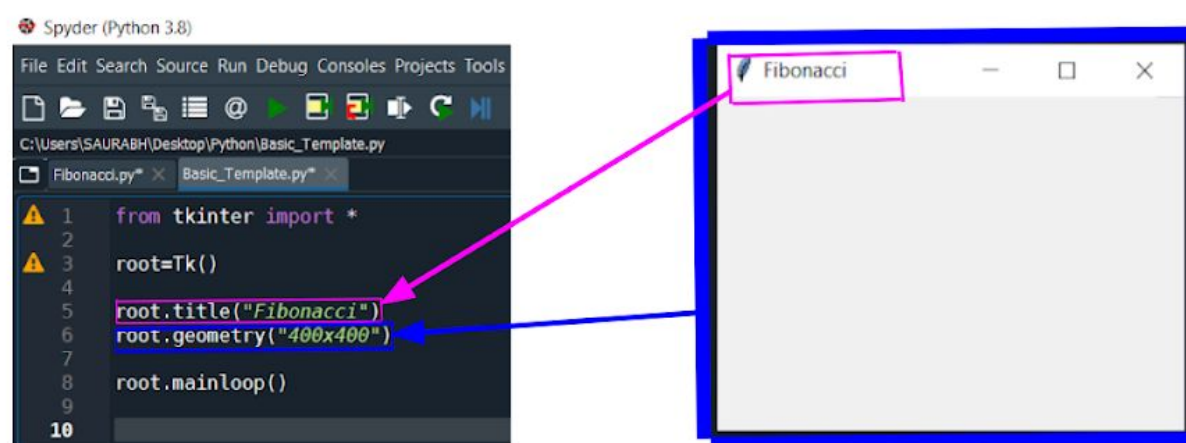 Spyder (Python 3.8)
File Edit Search Source Run Debug Consoles Projects Tools
C:\Users\SAURABH\Desktop\Python\Basic_Template.py
Fibonacci.py* Basic_Template.py*
1 from tkinter import *
2
3 root=Tk()
4
5 root.title("Fibonacci")
6 root.geometry("400x400")
7
8 root.mainloop()
9
10
Fibonacci